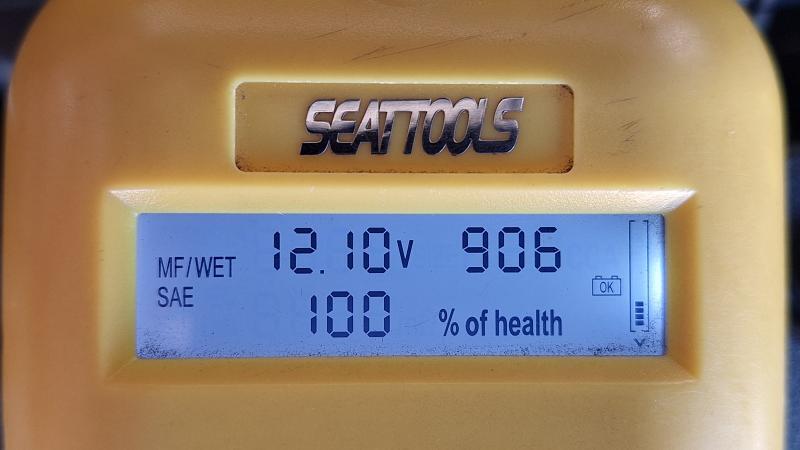 SEATTOOLS
MF/WET 12.10V 906
SAE 100 % of health
OK
V